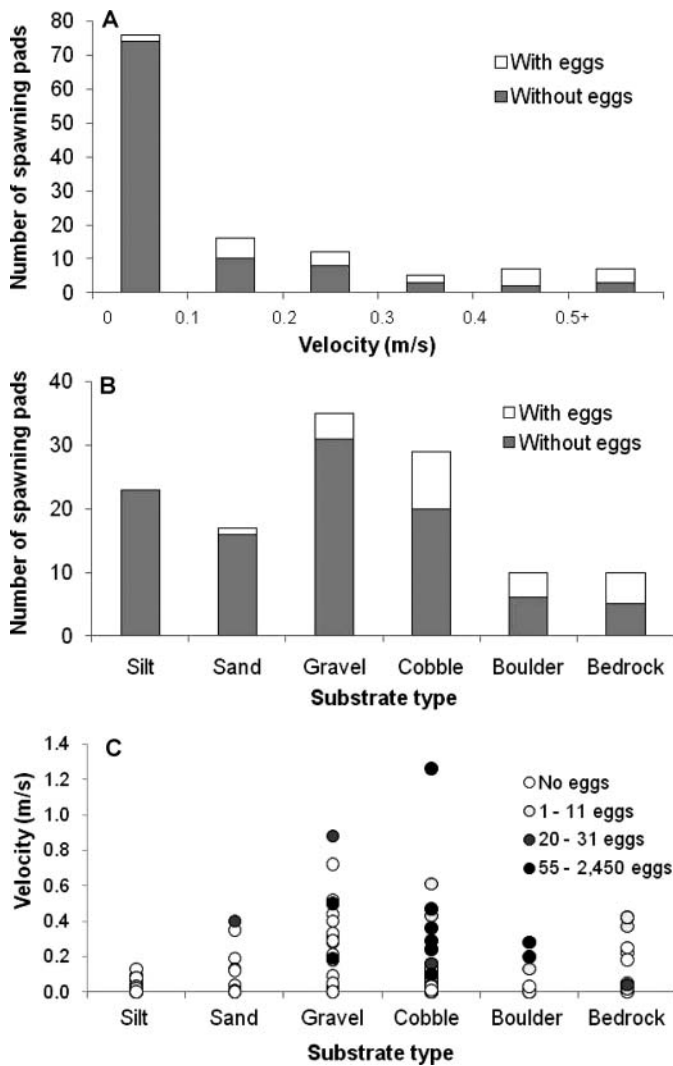 A
80
70
60
50
40
30
20
10
0
Number of spawning pads
With eggs
Without eggs
0 0.1 0.2 0.3 0.4 0.5+
Velocity (m/s)
B
40
30
20
10
0
Number of spawning pads
With eggs
Without eggs
Silt Sand Gravel Cobble Boulder Bedrock
Substrate type
C
1.4
1.2
1.0
0.8
0.6
0.4
0.2
0.0
Velocity (m/s)
No eggs
1 - 11 eggs
20 - 31 eggs
55 - 2,450 eggs
Silt Sand Gravel Cobble Boulder Bedrock
Substrate type